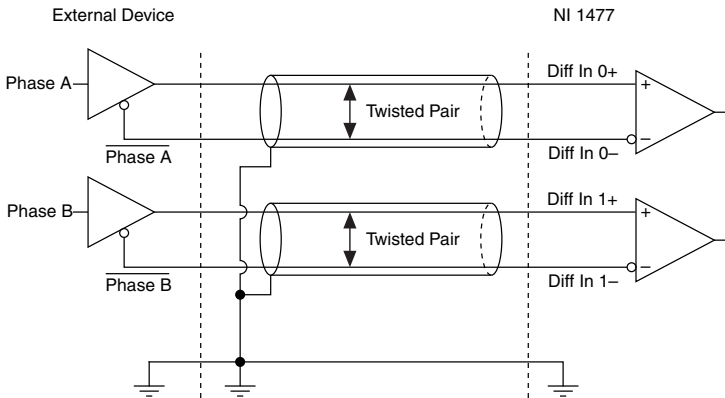 External Device
NI 1477
Phase A
Diff In 0+
+
Twisted Pair
–
Phase A
Diff In 0–
Phase B
Diff In 1+
+
Twisted Pair
–
Phase B
Diff In 1–